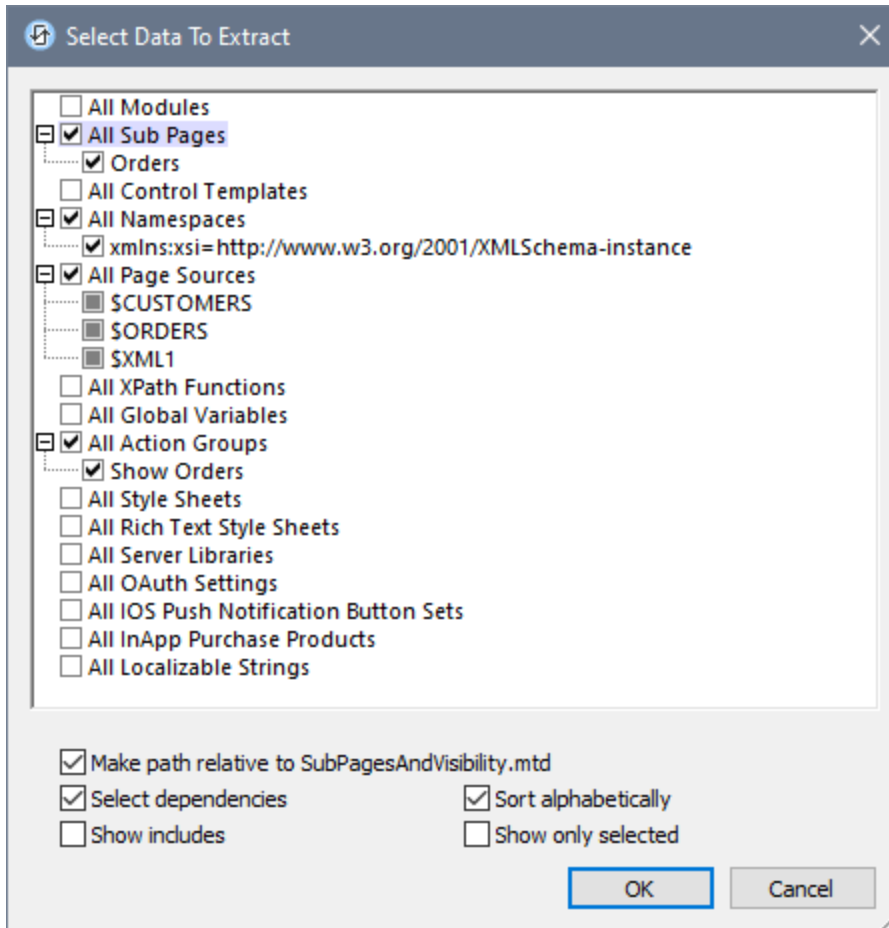 Select Data To Extract
All Modules
All Sub Pages
Orders
All Control Templates
All Namespaces
xmlns:xsi=http://www.w3.org/2001/XMLSchema-instance
All Page Sources
$CUSTOMERS
$ORDERS
$XML1
All XPath Functions
All Global Variables
All Action Groups
Show Orders
All Style Sheets
All Rich Text Style Sheets
All Server Libraries
All OAuth Settings
All IOS Push Notification Button Sets
All InApp Purchase Products
All Localizable Strings
Make path relative to SubPagesAndVisibility.mtd
Select dependencies Sort alphabetically
Show includes Show only selected
OK Cancel